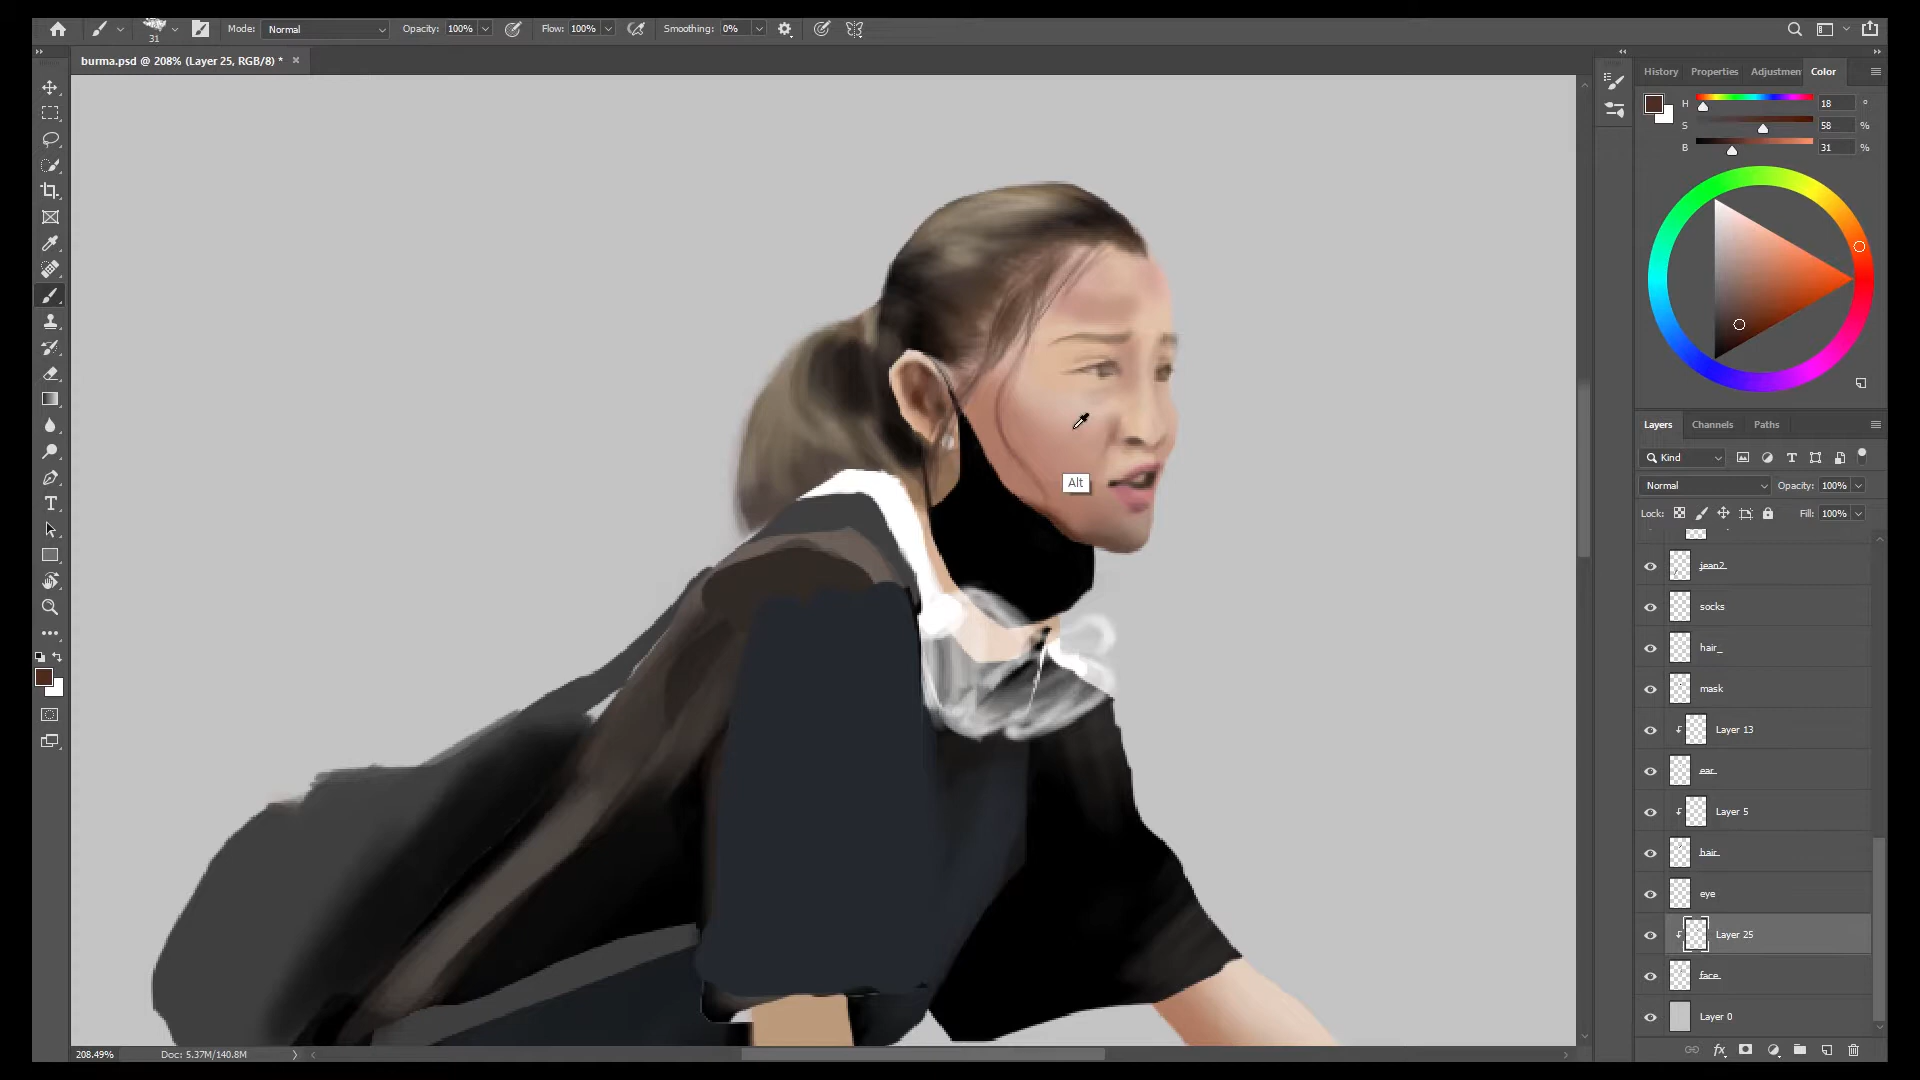 31
Mode: Normal
Opacity: 100%
Flow: 100%
Smoothing: 0%
burma.psd @ 208% (Layer 25, RGB/8) * ×
History Properties Adjustmen Color
H 18 °
S 58 %
B 31 %
Alt
Layers Channels Paths
Kind
Normal Opacity: 100%
Lock: Fill: 100%
jean2
socks
hair_
mask
Layer 13
ear
Layer 5
hair
eye
Layer 25
face
Layer 0
fx
208.49% Doc: 5.37M/140.8M